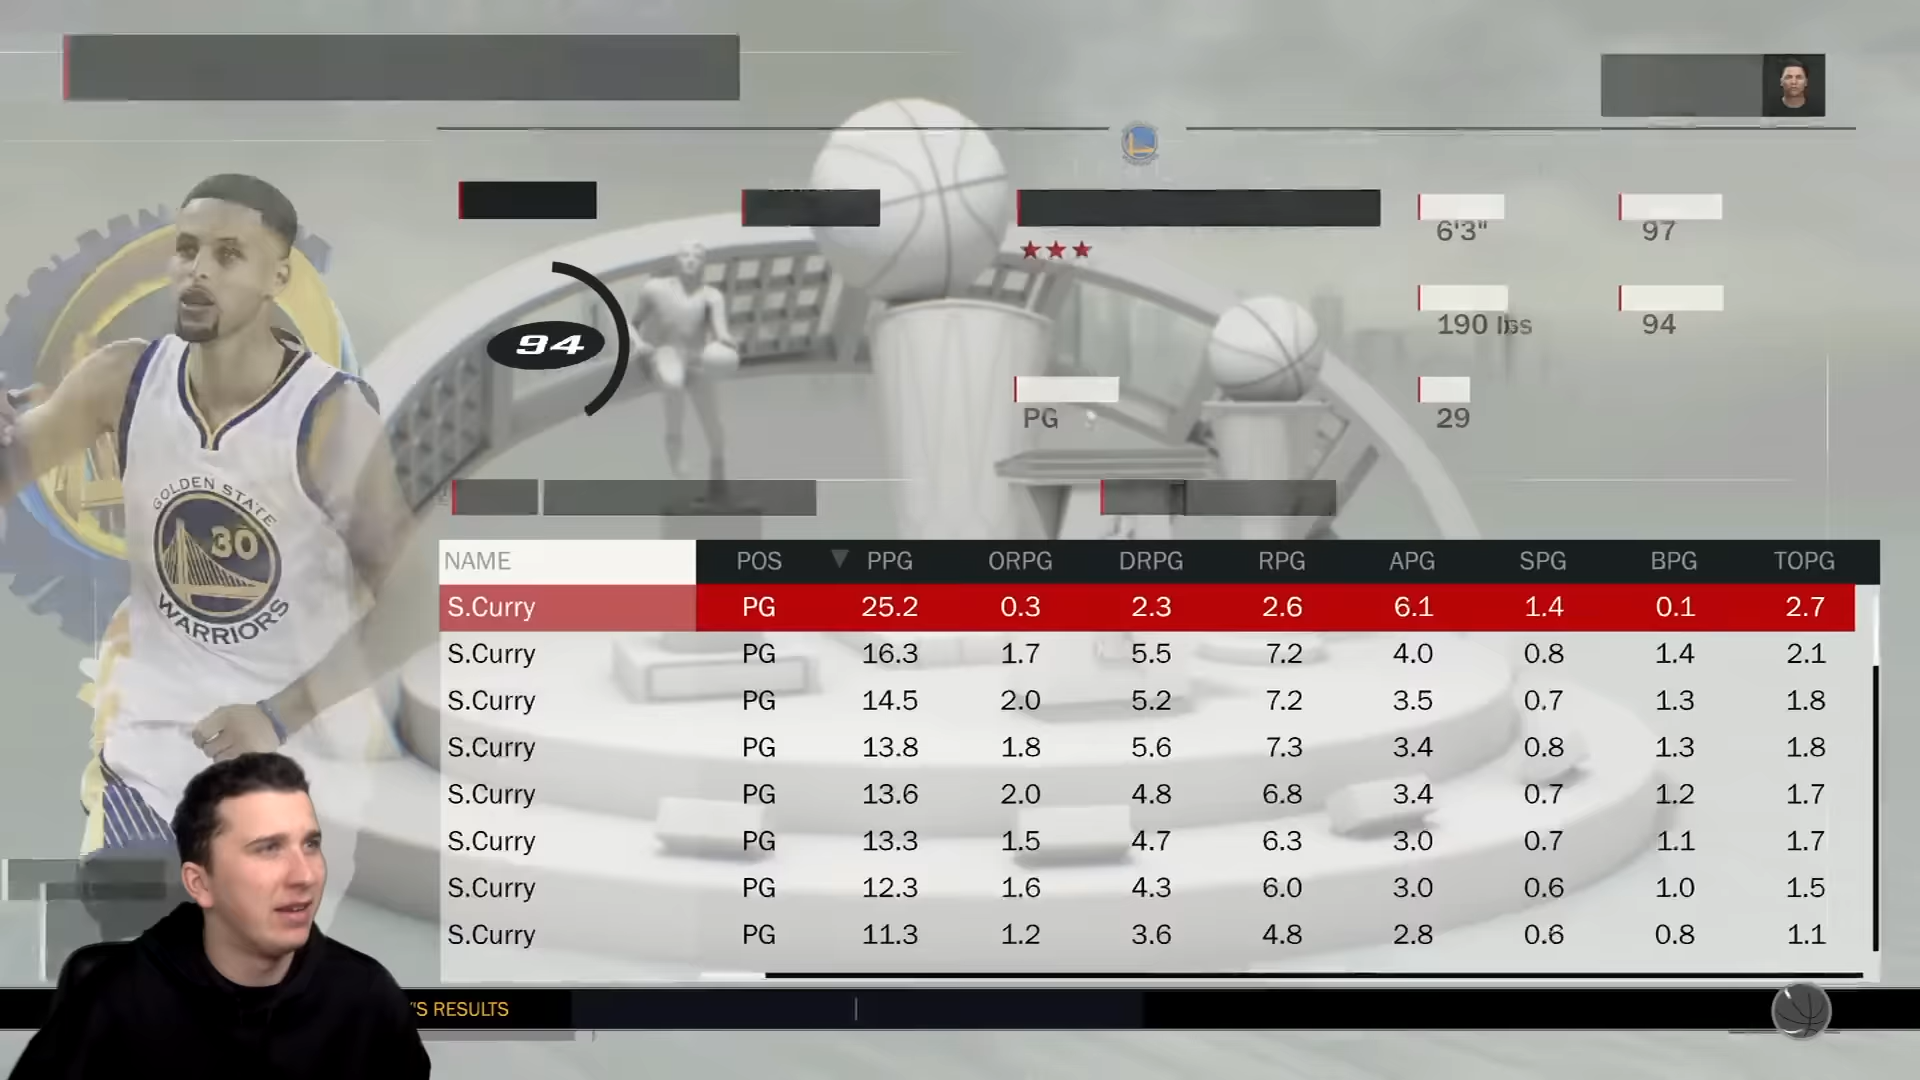 6'3"
97
190 lbs
94
94
PG
29
GOLDEN STATE
30
WARRIORS
NAME POS PPG ORPG DRPG RPG APG SPG BPG TOPG
S.Curry PG 25.2 0.3 2.3 2.6 6.1 1.4 0.1 2.7
S.Curry PG 16.3 1.7 5.5 7.2 4.0 0.8 1.4 2.1
S.Curry PG 14.5 2.0 5.2 7.2 3.5 0.7 1.3 1.8
S.Curry PG 13.8 1.8 5.6 7.3 3.4 0.8 1.3 1.8
S.Curry PG 13.6 2.0 4.8 6.8 3.4 0.7 1.2 1.7
S.Curry PG 13.3 1.5 4.7 6.3 3.0 0.7 1.1 1.7
S.Curry PG 12.3 1.6 4.3 6.0 3.0 0.6 1.0 1.5
S.Curry PG 11.3 1.2 3.6 4.8 2.8 0.6 0.8 1.1
'S RESULTS